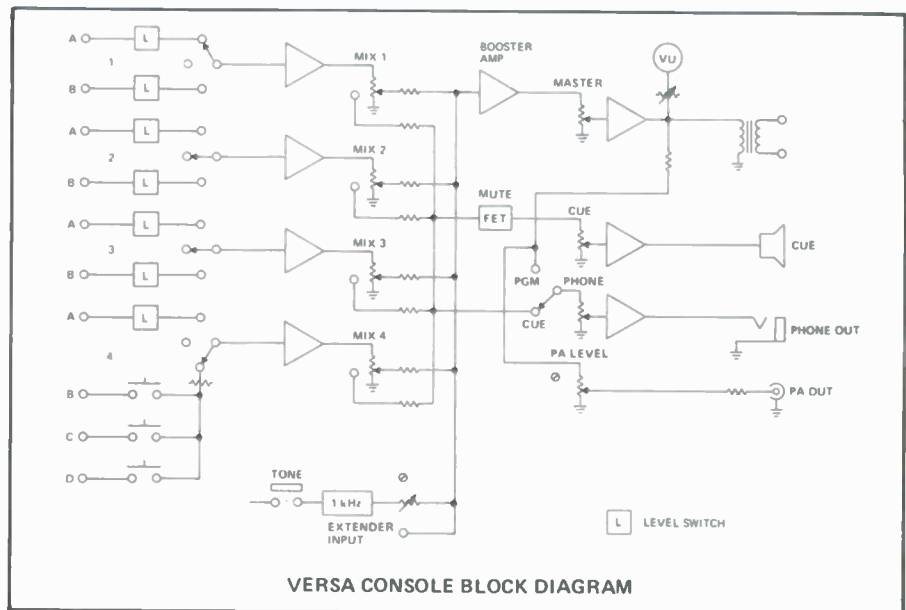 A
L
1
MIX 1
BOOSTER
AMP
MASTER
VU
B
L
A
L
2
MIX 2
B
L
MUTE
FET
CUE
A
L
3
MIX 3
CUE
B
L
PGM
PHONE
A
L
CUE
PHONE OUT
4
MIX 4
PA LEVEL
B
PA OUT
C
D
TONE
1 kHz
EXTENDER
INPUT
L LEVEL SWITCH
VERSA CONSOLE BLOCK DIAGRAM